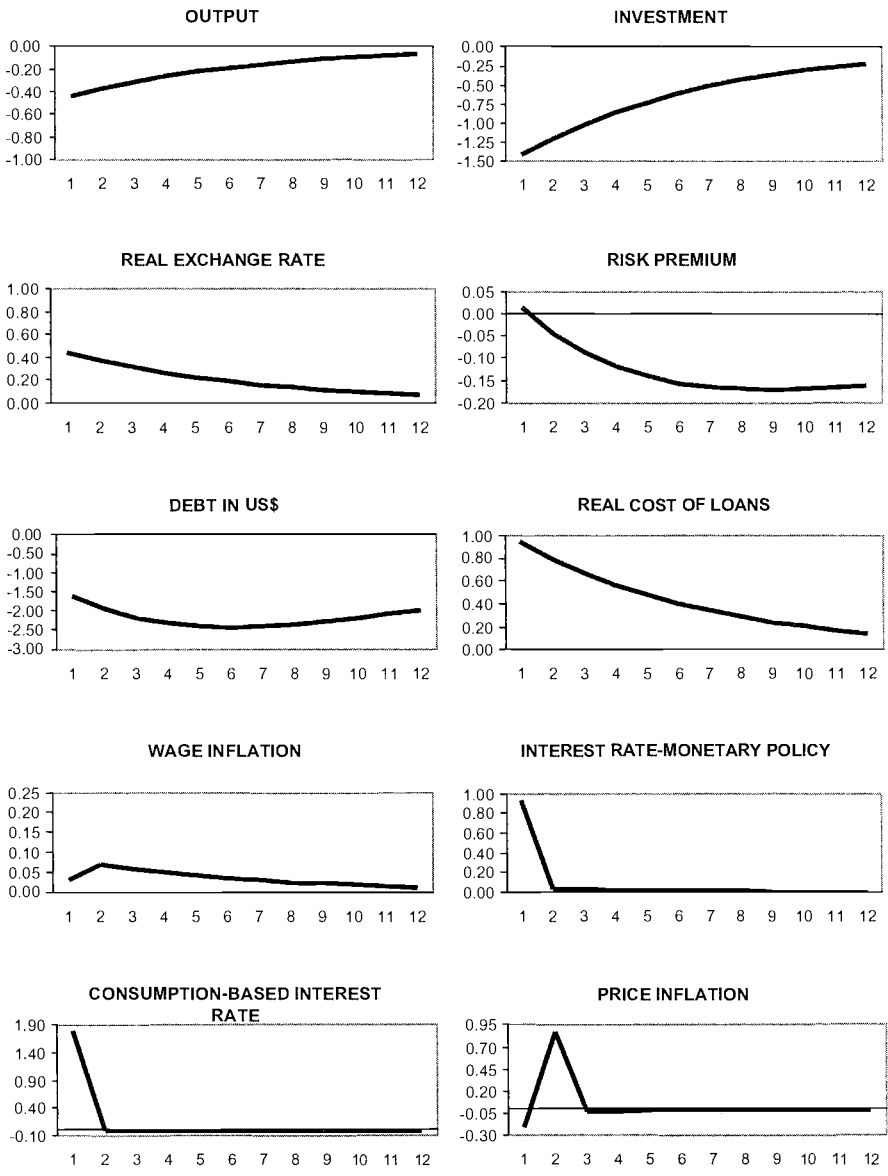 OUTPUT
0.00
-0.20
-0.40
-0.60
-0.80
-1.00
1 2 3 4 5 6 7 8 9 10 11 12
INVESTMENT
0.00
-0.25
-0.50
-0.75
-1.00
-1.25
-1.50
1 2 3 4 5 6 7 8 9 10 11 12
REAL EXCHANGE RATE
1.00
0.80
0.60
0.40
0.20
0.00
1 2 3 4 5 6 7 8 9 10 11 12
RISK PREMIUM
0.05
0.00
-0.05
-0.10
-0.15
-0.20
1 2 3 4 5 6 7 8 9 10 11 12
DEBT IN US$
0.00
-0.50
-1.00
-1.50
-2.00
-2.50
-3.00
1 2 3 4 5 6 7 8 9 10 11 12
REAL COST OF LOANS
1.00
0.80
0.60
0.40
0.20
0.00
1 2 3 4 5 6 7 8 9 10 11 12
WAGE INFLATION
0.25
0.20
0.15
0.10
0.05
0.00
1 2 3 4 5 6 7 8 9 10 11 12
INTEREST RATE-MONETARY POLICY
1.00
0.80
0.60
0.40
0.20
0.00
1 2 3 4 5 6 7 8 9 10 11 12
CONSUMPTION-BASED INTEREST
RATE
1.90
1.40
0.90
0.40
-0.10
1 2 3 4 5 6 7 8 9 10 11 12
PRICE INFLATION
0.95
0.70
0.45
0.20
-0.05
-0.30
1 2 3 4 5 6 7 8 9 10 11 12